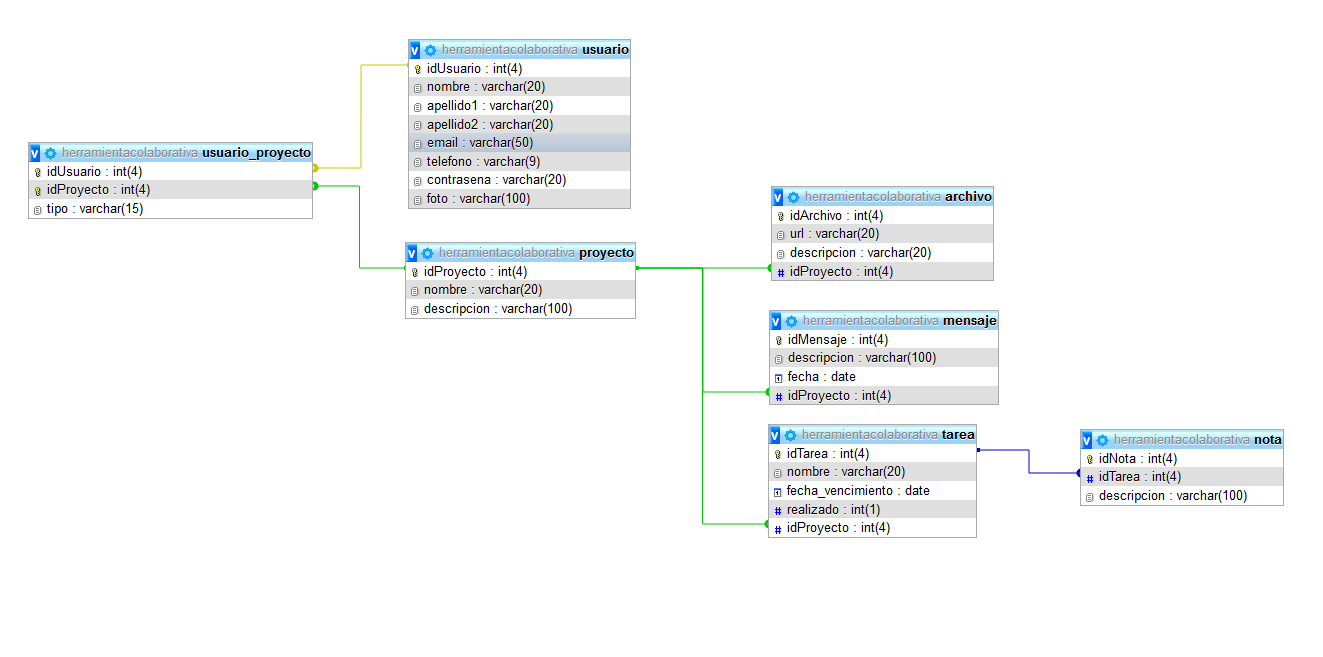 v herramientacolaborativa usuario_proyecto
idUsuario : int(4)
# idProyecto : int(4)
tipo : varchar(15)
v herramientacolaborativa usuario
idUsuario : int(4)
nombre : varchar(20)
apellido1 : varchar(20)
apellido2 : varchar(20)
email : varchar(50)
telefono : varchar(9)
contrasena : varchar(20)
foto : varchar(100)
v herramientacolaborativa proyecto
idProyecto : int(4)
nombre : varchar(20)
descripcion : varchar(100)
v herramientacolaborativa archivo
idArchivo : int(4)
url : varchar(20)
descripcion : varchar(20)
# idProyecto : int(4)
v herramientacolaborativa mensaje
idMensaje : int(4)
descripcion : varchar(100)
fecha : date
# idProyecto : int(4)
v herramientacolaborativa tarea
idTarea : int(4)
nombre : varchar(20)
fecha_vencimiento : date
# realizado : int(1)
# idProyecto : int(4)
v herramientacolaborativa nota
idNota : int(4)
# idTarea : int(4)
descripcion : varchar(100)